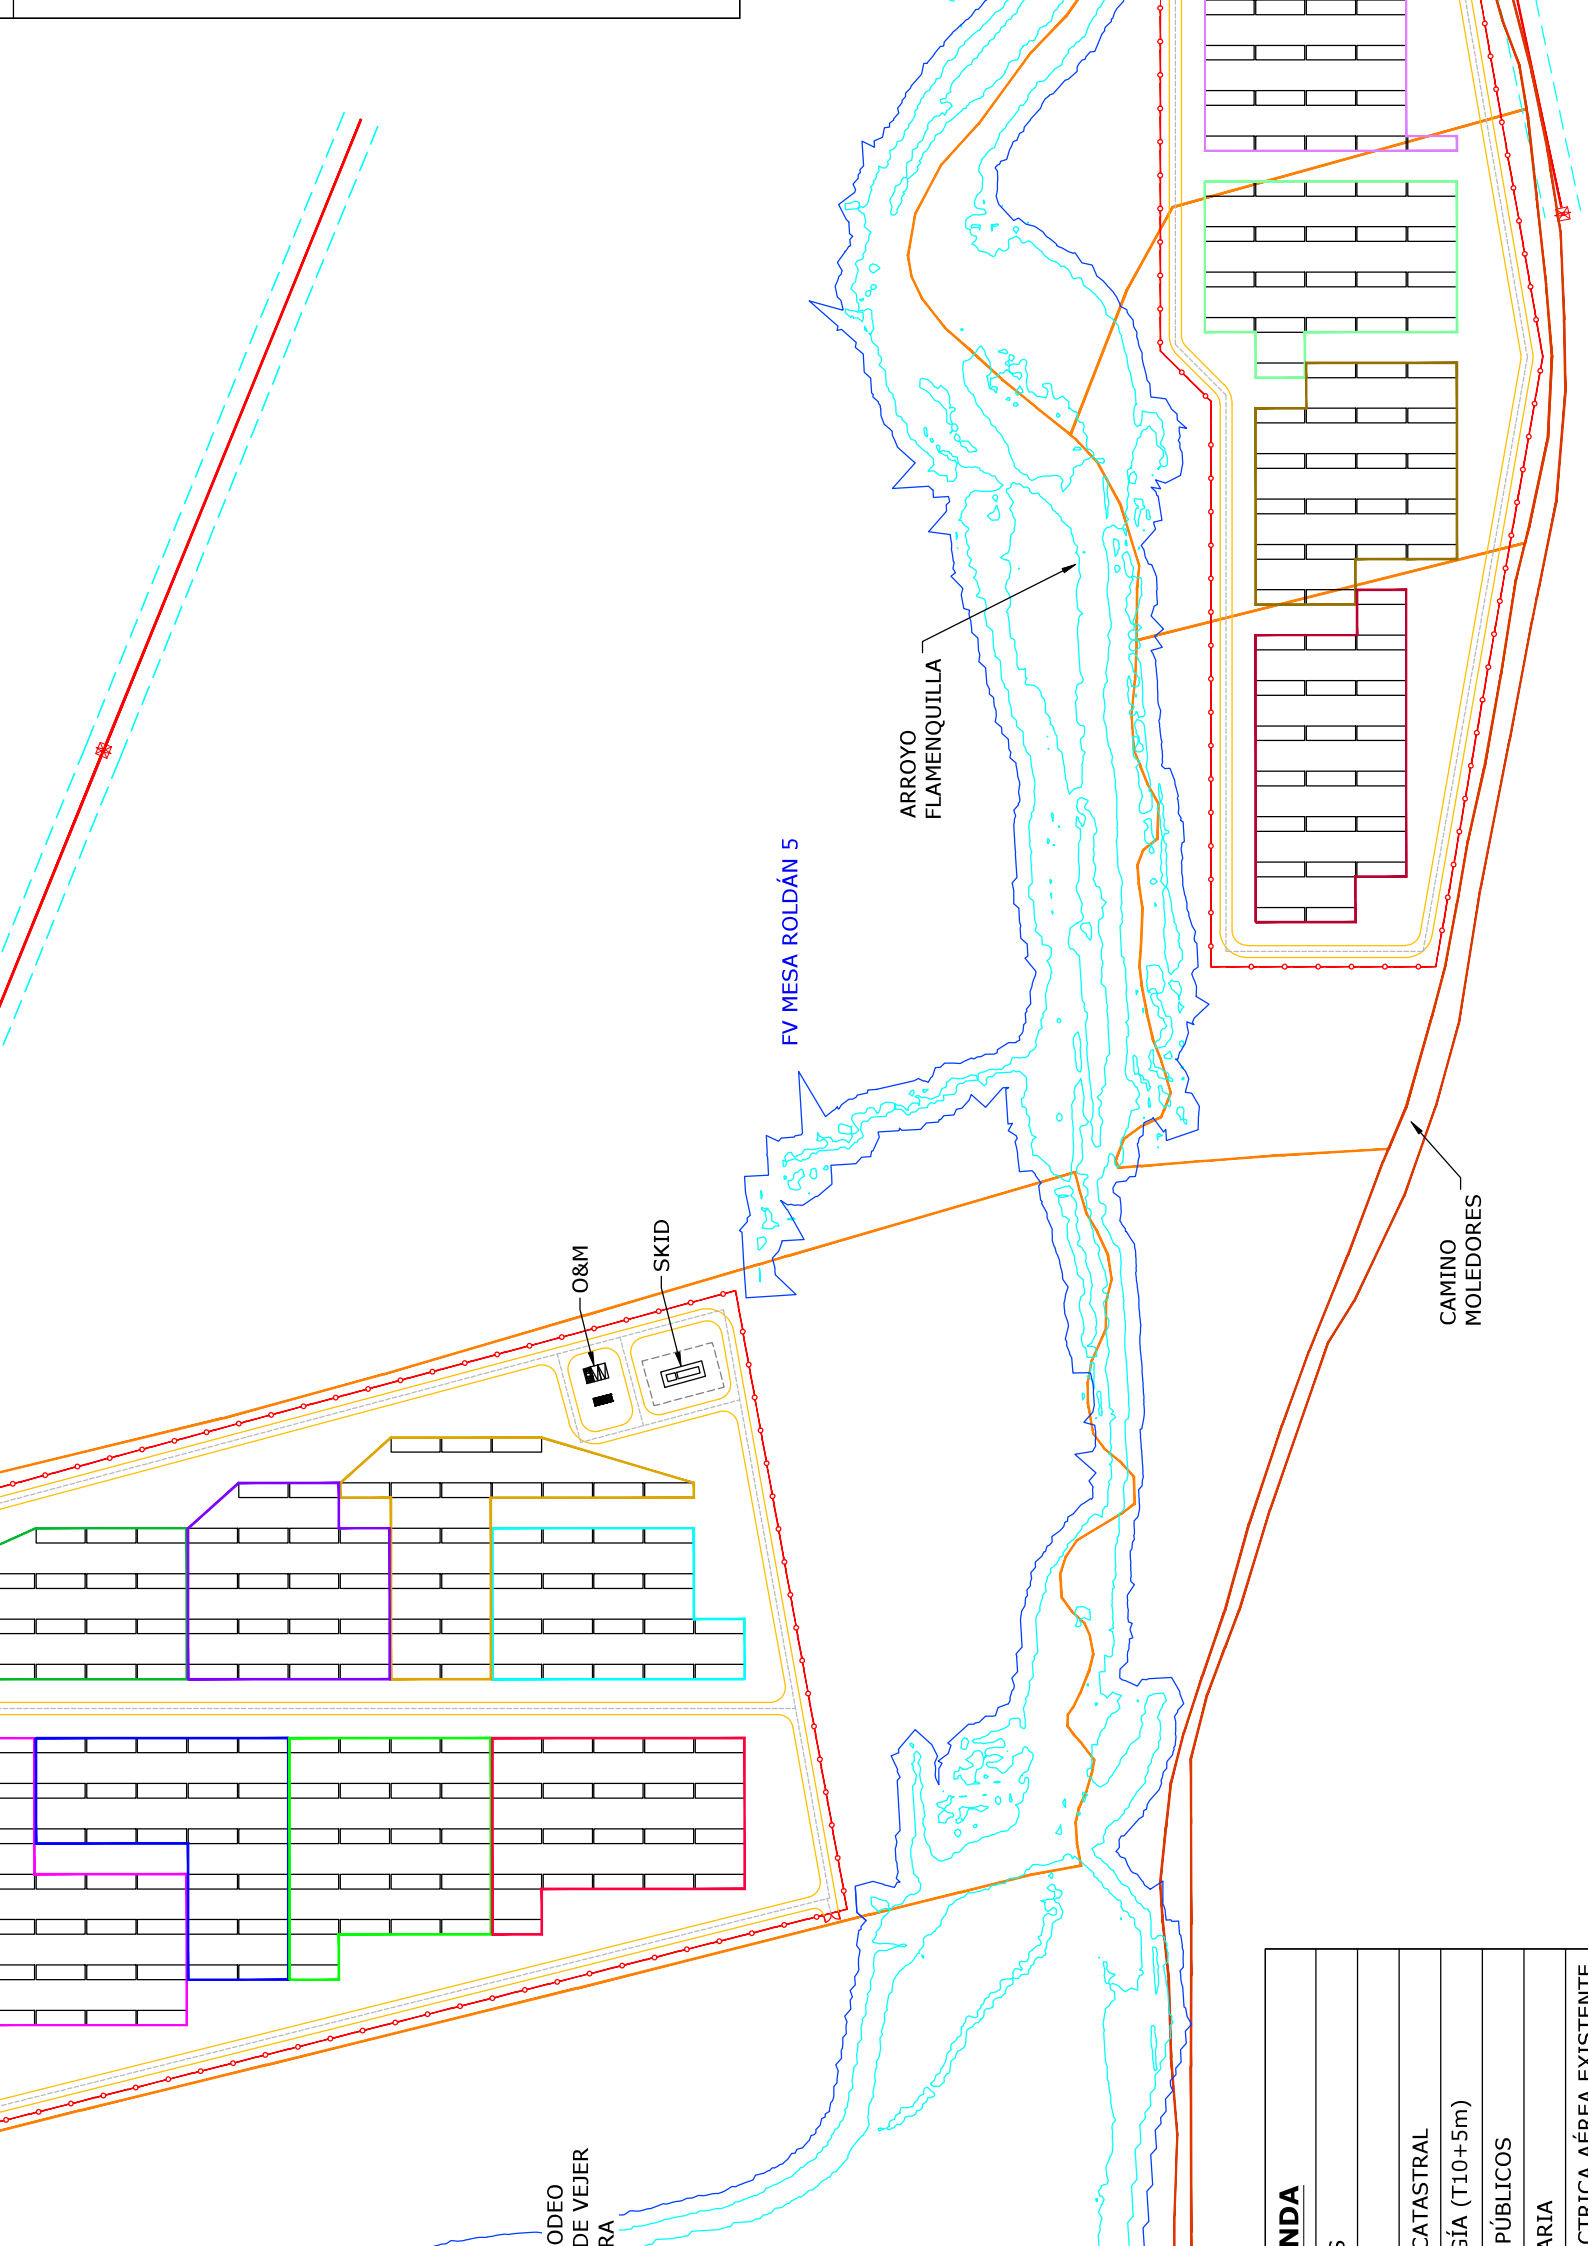 ARROYO
FLAMENQUILLA
FV MESA ROLDÁN 5
O&M
SKID
CAMINO
MOLEDORES
ODEO
DE VEJER
RA
NDA
S
CATASTRAL
GÍA (T10+5m)
PÚBLICOS
ARIA
CTRICA AÉREA EXISTENTE